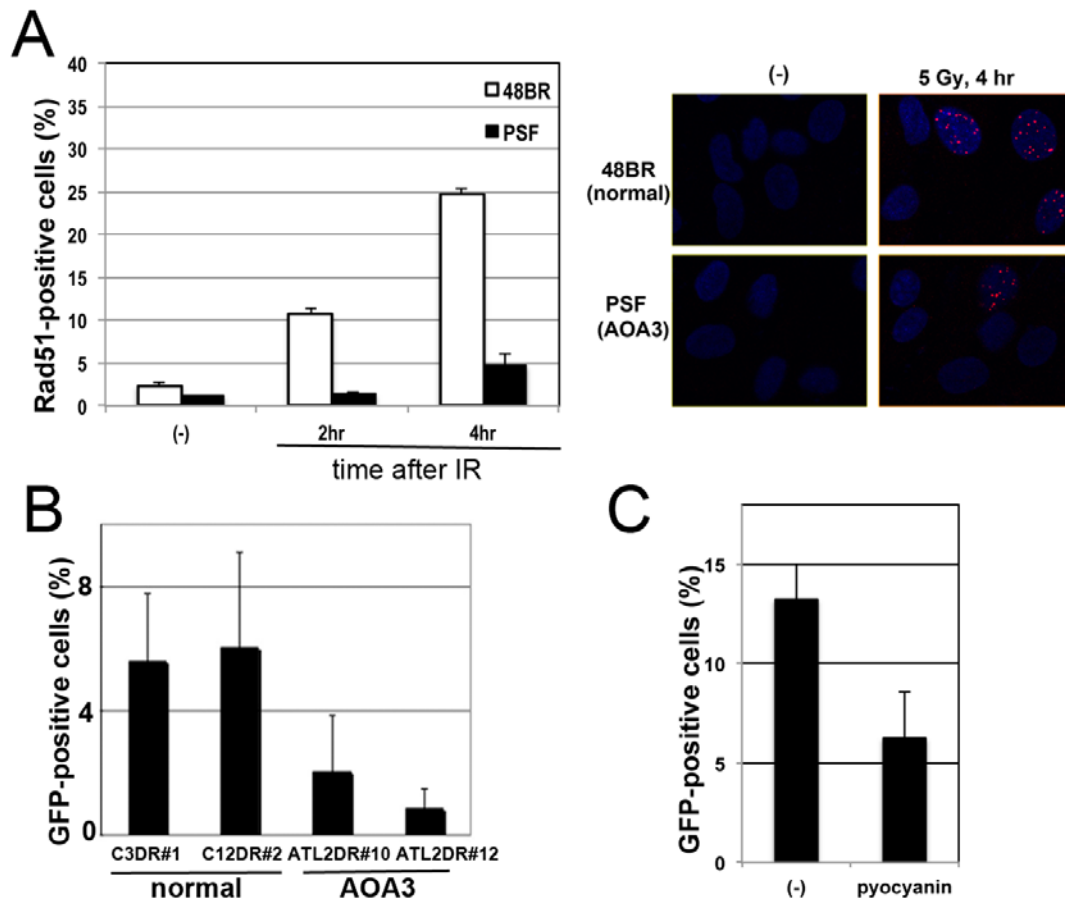 A
Rad51-positive cells (%)
40
35
30
25
20
15
10
5
0
48BR
PSF
(-)
2hr
4hr
time after IR
(-)
5 Gy, 4 hr
48BR
(normal)
PSF
(AOA3)
B
GFP-positive cells (%)
8
4
0
C3DR#1
C12DR#2
ATL2DR#10
ATL2DR#12
normal
AOA3
C
GFP-positive cells (%)
15
10
5
0
(-)
pyocyanin